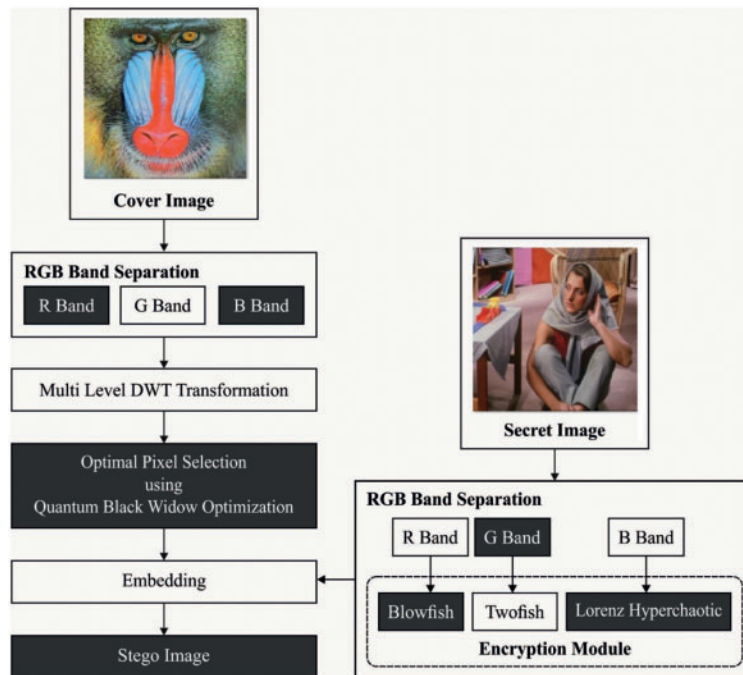 Cover Image
RGB Band Separation
R Band G Band B Band
Multi Level DWT Transformation
Optimal Pixel Selection
using
Quantum Black Widow Optimization
Embedding
Stego Image
Secret Image
RGB Band Separation
R Band G Band B Band
Blowfish Twofish Lorenz Hyperchaotic
Encryption Module